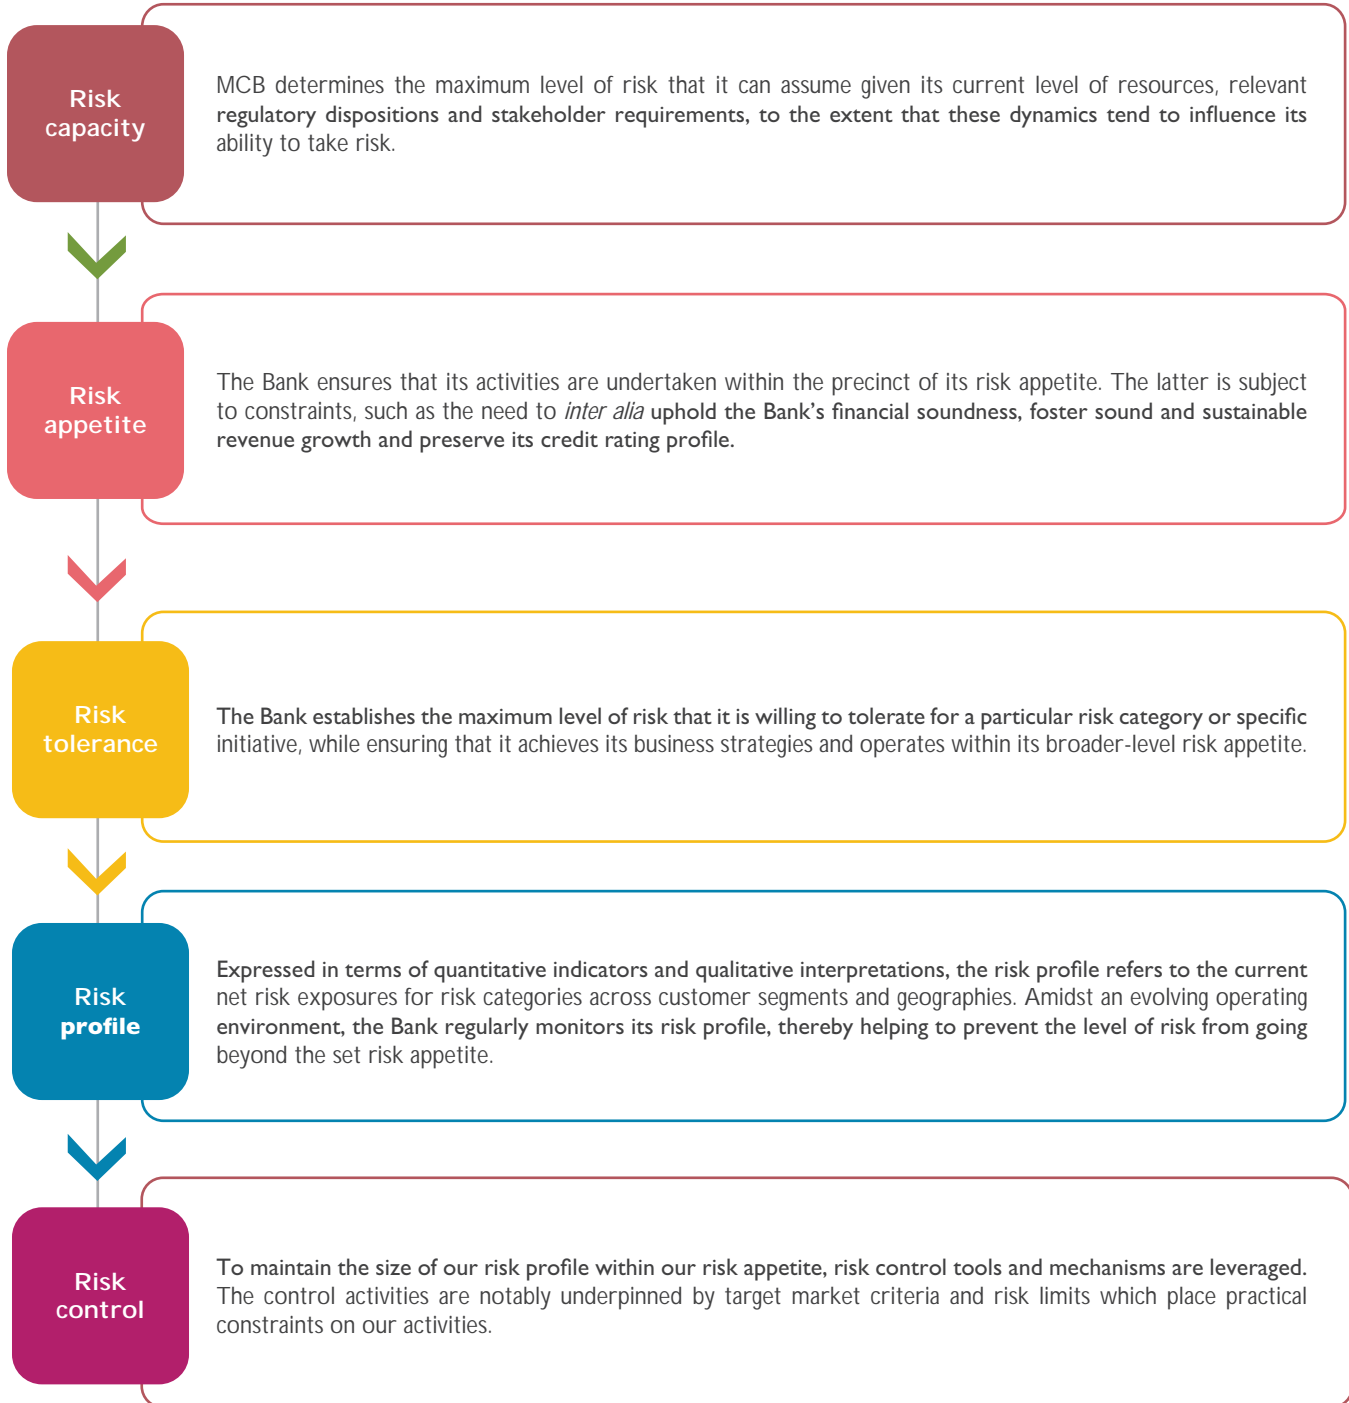 Risk
capacity
MCB determines the maximum level of risk that it can assume given its current level of resources, relevant
regulatory dispositions and stakeholder requirements, to the extent that these dynamics tend to influence its
ability to take risk.
Risk
appetite
The Bank ensures that its activities are undertaken within the precinct of its risk appetite. The latter is subject
to constraints, such as the need to inter alia uphold the Bank’s financial soundness, foster sound and sustainable
revenue growth and preserve its credit rating profile.
Risk
tolerance
The Bank establishes the maximum level of risk that it is willing to tolerate for a particular risk category or specific
initiative, while ensuring that it achieves its business strategies and operates within its broader-level risk appetite.
Risk
profile
Expressed in terms of quantitative indicators and qualitative interpretations, the risk profile refers to the current
net risk exposures for risk categories across customer segments and geographies. Amidst an evolving operating
environment, the Bank regularly monitors its risk profile, thereby helping to prevent the level of risk from going
beyond the set risk appetite.
Risk
control
To maintain the size of our risk profile within our risk appetite, risk control tools and mechanisms are leveraged.
The control activities are notably underpinned by target market criteria and risk limits which place practical
constraints on our activities.